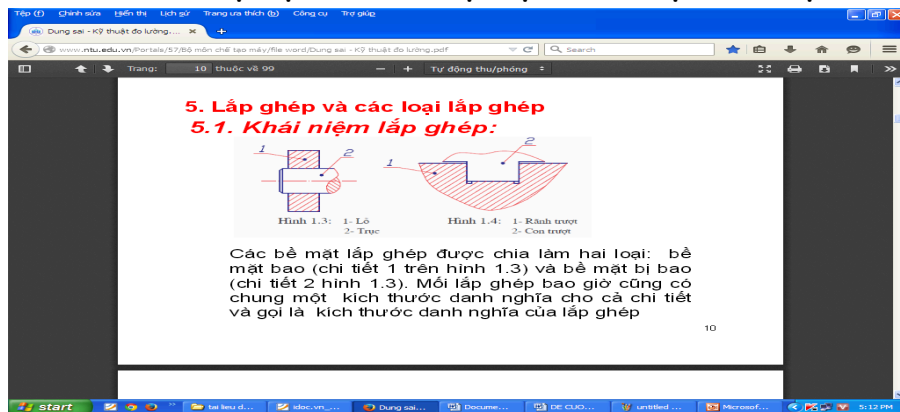 Tệp (f) Chỉnh sửa Hiển thị Lịch sử Trang ưa thích (b) Công cụ Trợ giúp
Dung sai - Kỹ thuật đo lường,...
www.ntu.edu.vn/Portals/57/Bộ môn chế tạo máy/file word/Dung sai - Kỹ thuật đo lường.pdf
Search
Trang: 10 thuộc về 99
Tự động thu/phóng
5. Lắp ghép và các loại lắp ghép
5.1. Khái niệm lắp ghép:
1 2 1 2
Hình 1.3: 1- Lỗ
2- Trục
Hình 1.4: 1- Rãnh trượt
2- Con trượt
Các bề mặt lắp ghép được chia làm hai loại: bề
mặt bao (chi tiết 1 trên hình 1.3) và bề mặt bị bao
(chi tiết 2 hình 1.3). Mối lắp ghép bao giờ cũng có
chung một kích thước danh nghĩa cho cả chi tiết
và gọi là kích thước danh nghĩa của lắp ghép
10
start
tai lieu d...
idoc.vn_...
Dung sai...
Docume...
DE CUO...
untitled ...
Microsof...
5:12 PM